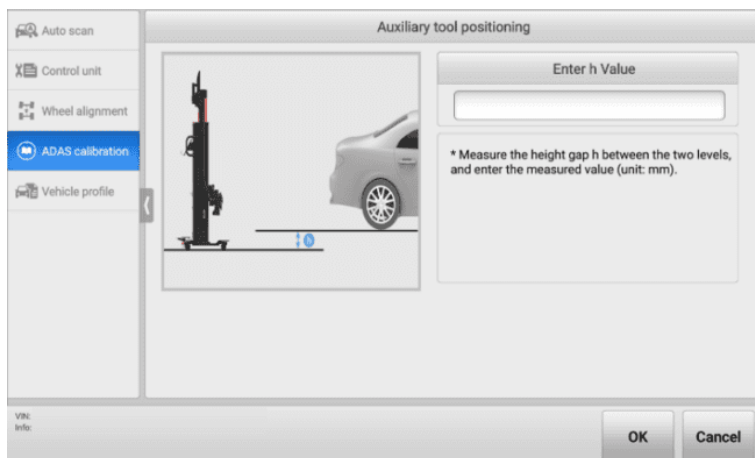 Auto scan
Control unit
Wheel alignment
ADAS calibration
Vehicle profile
Auxiliary tool positioning
Enter h Value
* Measure the height gap h between the two levels,
and enter the measured value (unit: mm).
h
VIN:
Info:
OK
Cancel